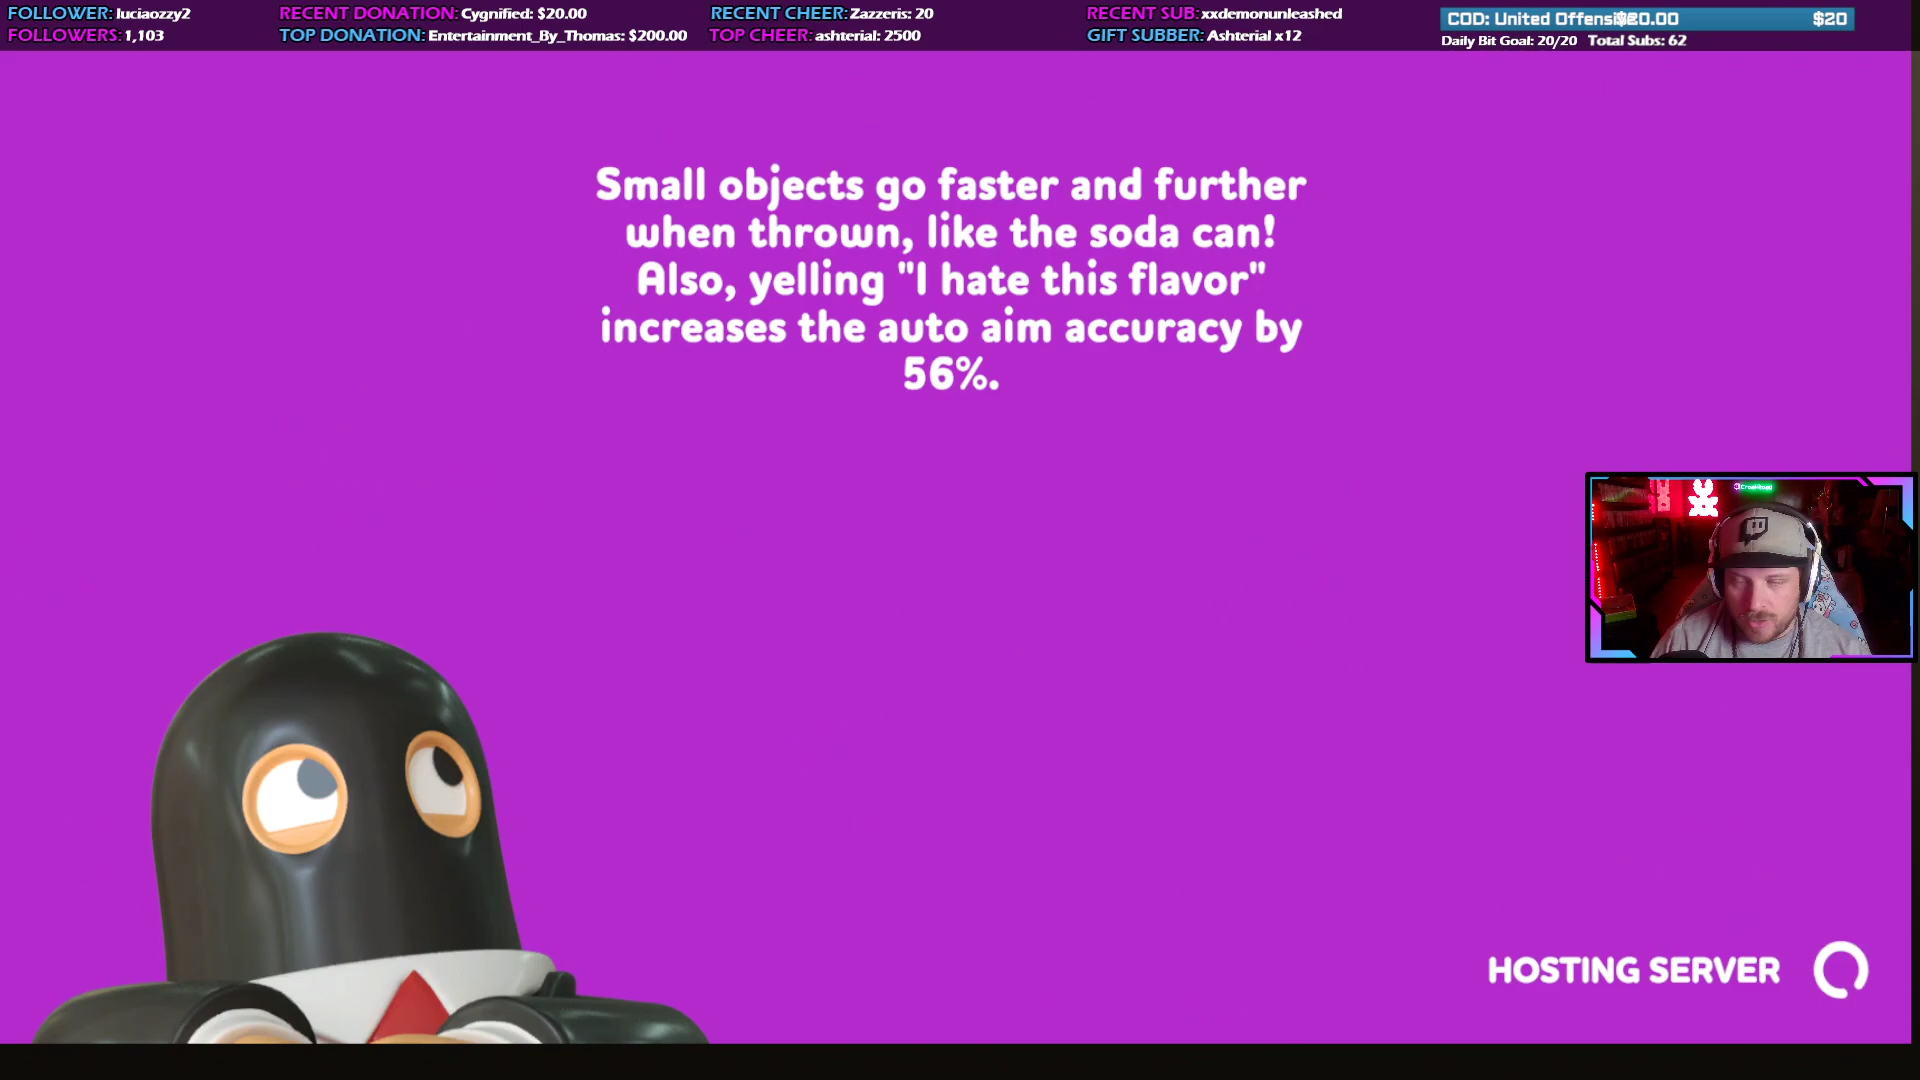 FOLLOWER: luciaozzy2
FOLLOWERS: 1,103
RECENT DONATION: Cygnified: $20.00
TOP DONATION: Entertainment_By_Thomas: $200.00
RECENT CHEER: Zazzeris: 20
TOP CHEER: ashterial: 2500
RECENT SUB: xxdemonunleashed
GIFT SUBBER: Ashterial x12
COD: United Offensi $20
Daily Bit Goal: 20/20 Total Subs: 62
Small objects go faster and further
when thrown, like the soda can!
Also, yelling "I hate this flavor"
increases the auto aim accuracy by
56%.
HOSTING SERVER